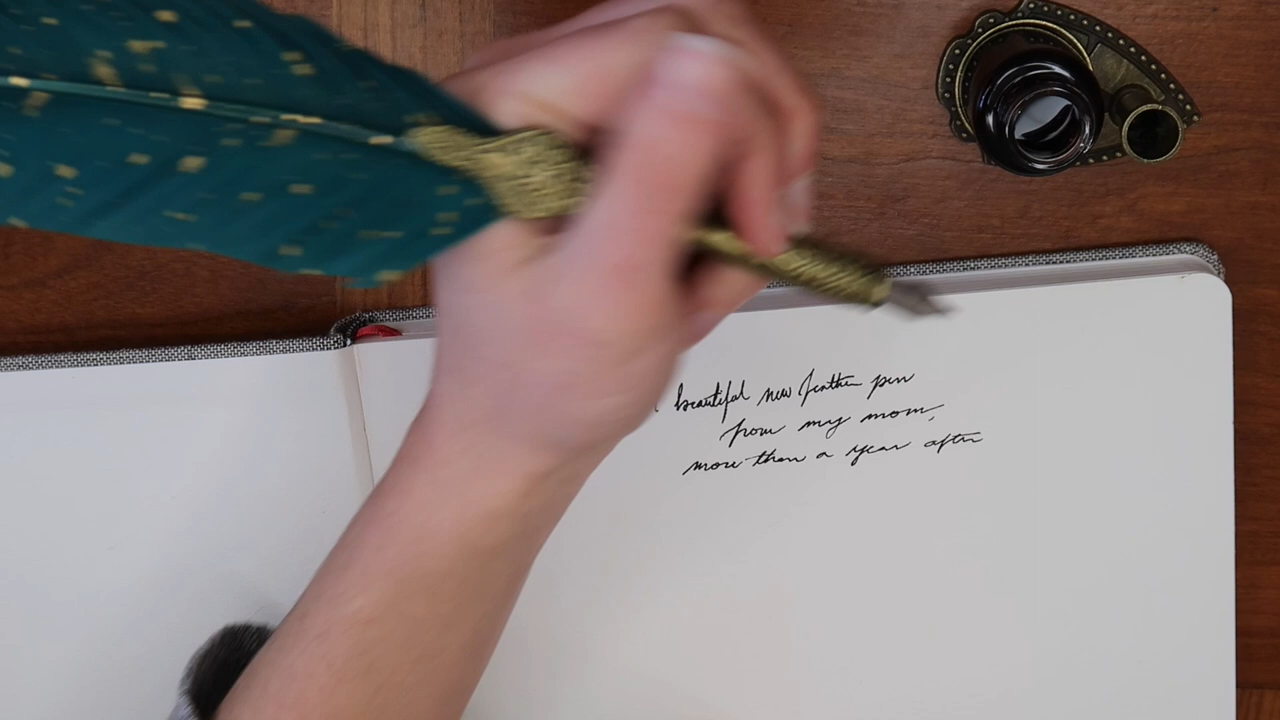 beautiful new feather pen
from my mom,
more than a year after